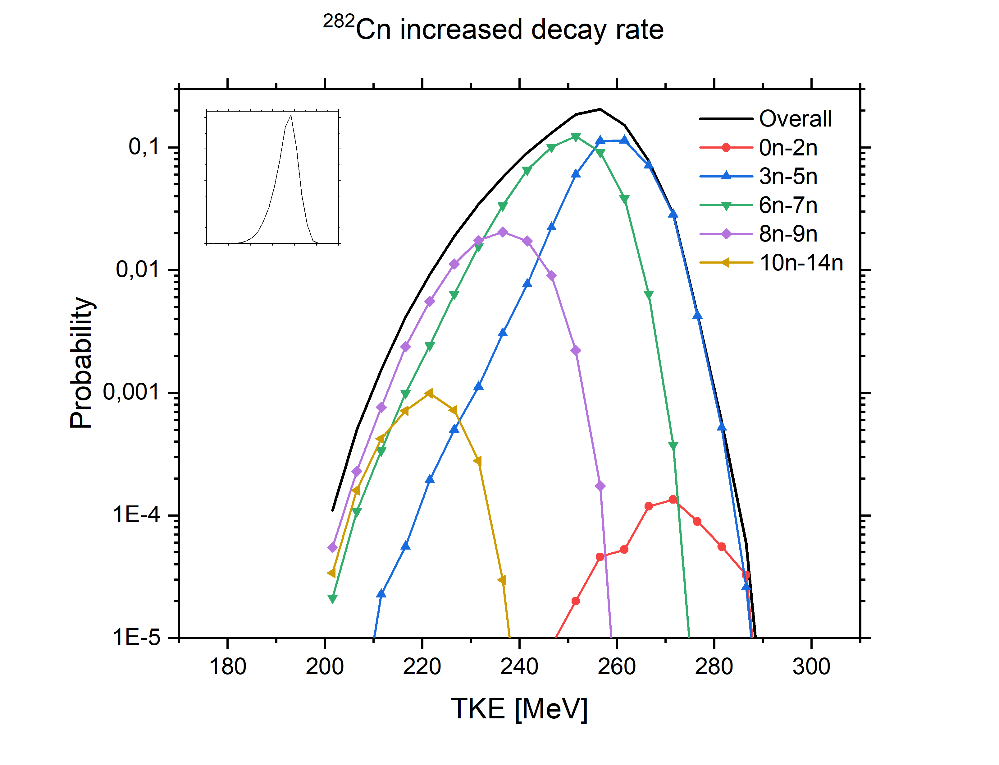 ²⁸²Cn increased decay rate
Overall
0n-2n
3n-5n
6n-7n
8n-9n
10n-14n
0,1
0,01
0,001
1E-4
1E-5
Probability
180 200 220 240 260 280 300
TKE [MeV]